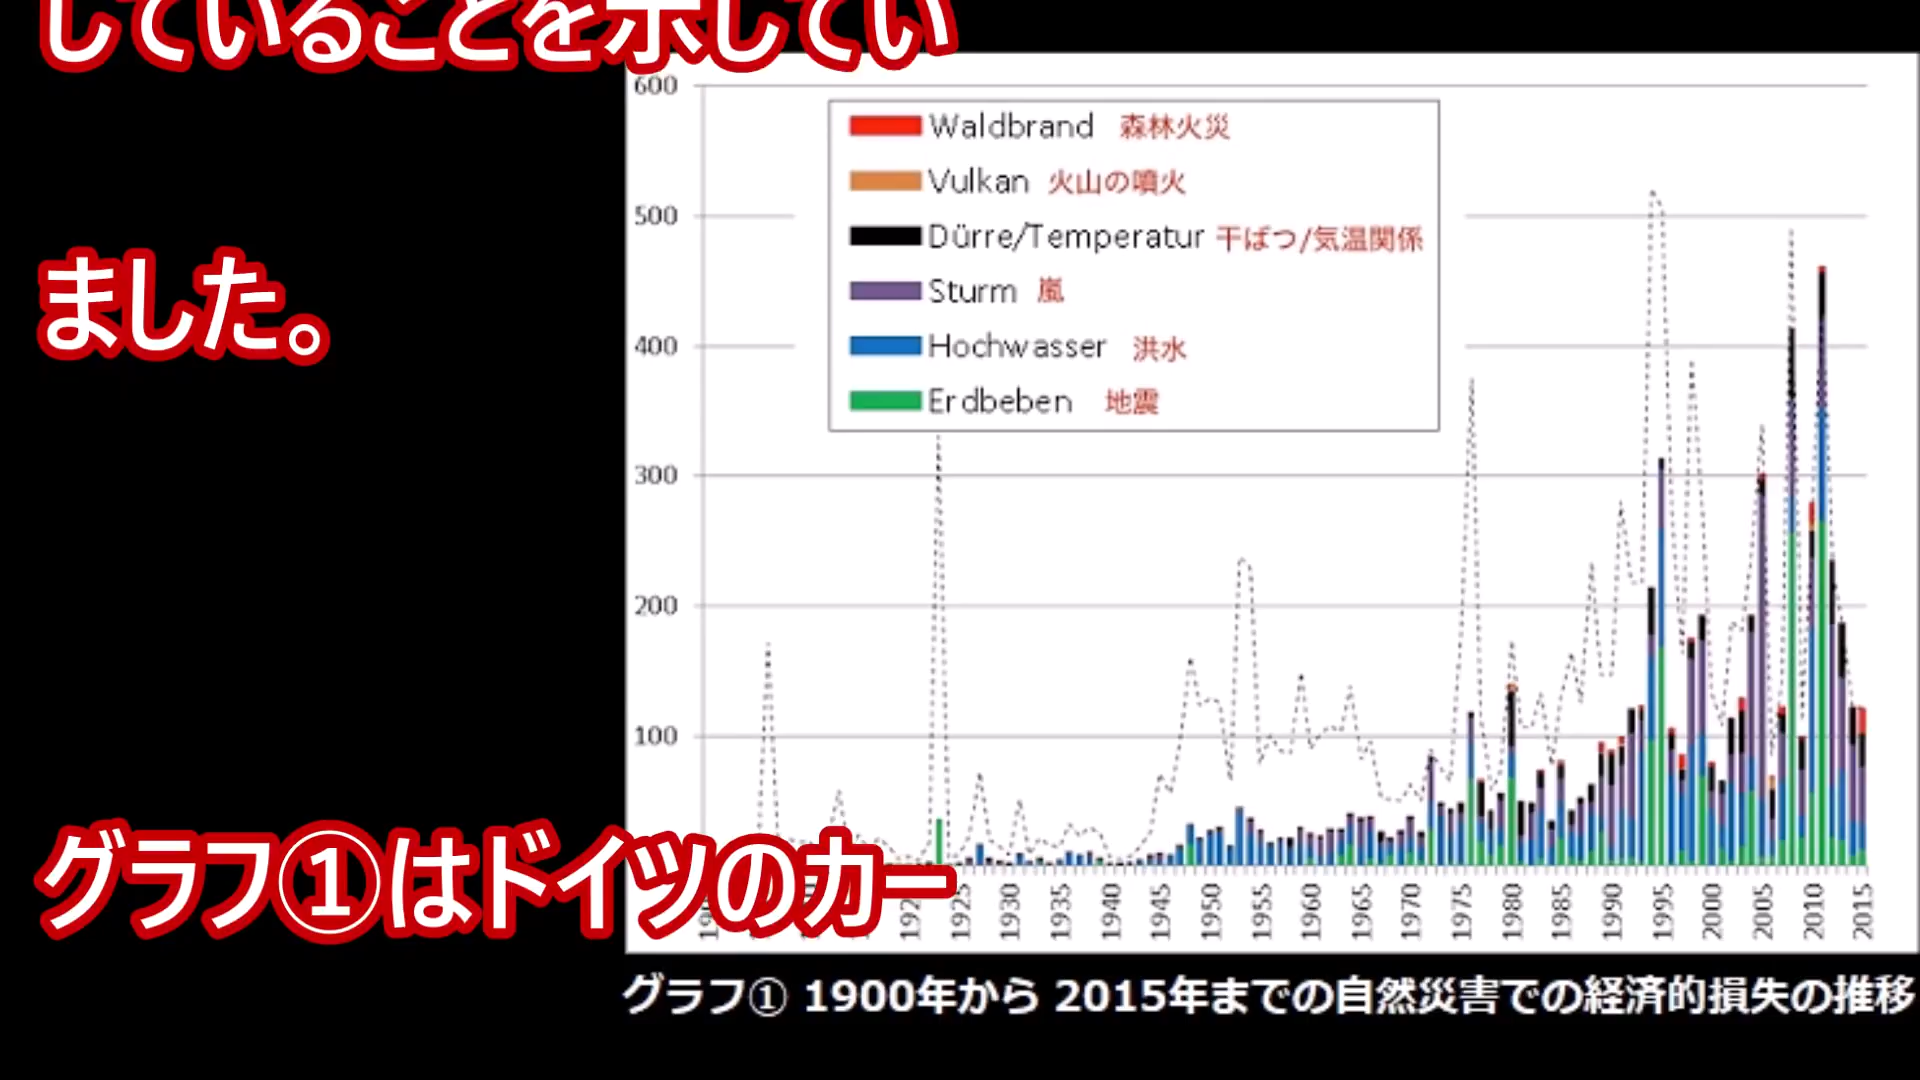 していることを示してい
ました。
グラフ①はドイツのカー
600
500
400
300
200
100
Waldbrand 森林火災
Vulkan 火山の噴火
Dürre/Temperatur 干ばつ/気温関係
Sturm 嵐
Hochwasser 洪水
Erdbeben 地震
1925 1930 1935 1940 1945 1950 1955 1960 1965 1970 1975 1980 1985 1990 1995 2000 2005 2010 2015
グラフ① 1900年から 2015年までの自然災害での経済的損失の推移